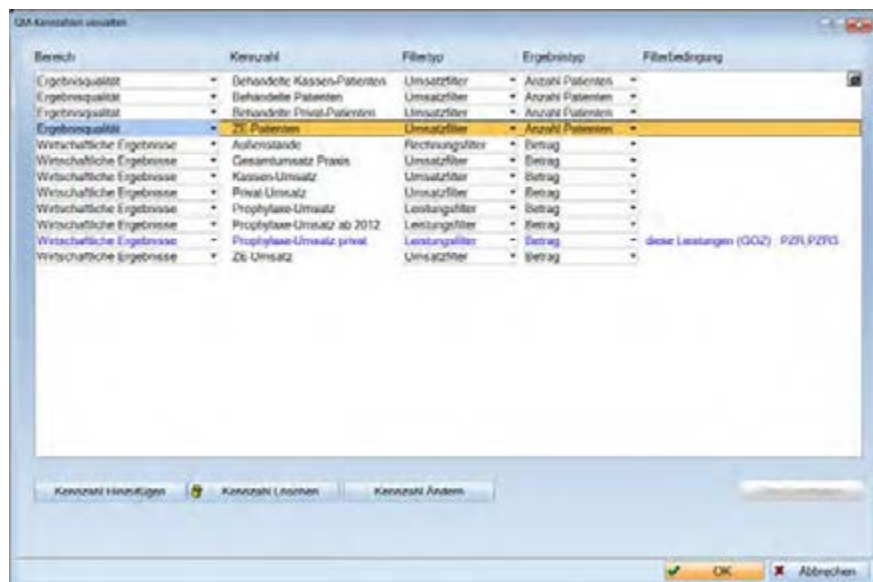 QM-Kennzahlen verwalten
Bereich Kennzahl Filtertyp Ergebnistyp Filterbedingung
Ergebnisqualität Behandelte Kassen-Patienten Umsatzfilter Anzahl Patienten
Ergebnisqualität Behandelte Patienten Umsatzfilter Anzahl Patienten
Ergebnisqualität Behandelte Privat-Patienten Umsatzfilter Anzahl Patienten
Ergebnisqualität ZE-Patienten Umsatzfilter Anzahl Patienten
Wirtschaftliche Ergebnisse Außenstände Rechnungsfilter Betrag
Wirtschaftliche Ergebnisse Gesamtumsatz Praxis Umsatzfilter Betrag
Wirtschaftliche Ergebnisse Kassen-Umsatz Umsatzfilter Betrag
Wirtschaftliche Ergebnisse Privat-Umsatz Umsatzfilter Betrag
Wirtschaftliche Ergebnisse Prophylaxe-Umsatz Leistungsfilter Betrag
Wirtschaftliche Ergebnisse Prophylaxe-Umsatz ab 2012 Leistungsfilter Betrag
Wirtschaftliche Ergebnisse Prophylaxe-Umsatz privat Leistungsfilter Betrag diese Leistungen (GOZ) : PZR,PZRG
Wirtschaftliche Ergebnisse ZE-Umsatz Umsatzfilter Betrag
Kennzahl Hinzufügen Kennzahl Löschen Kennzahl Ändern
OK Abbrechen